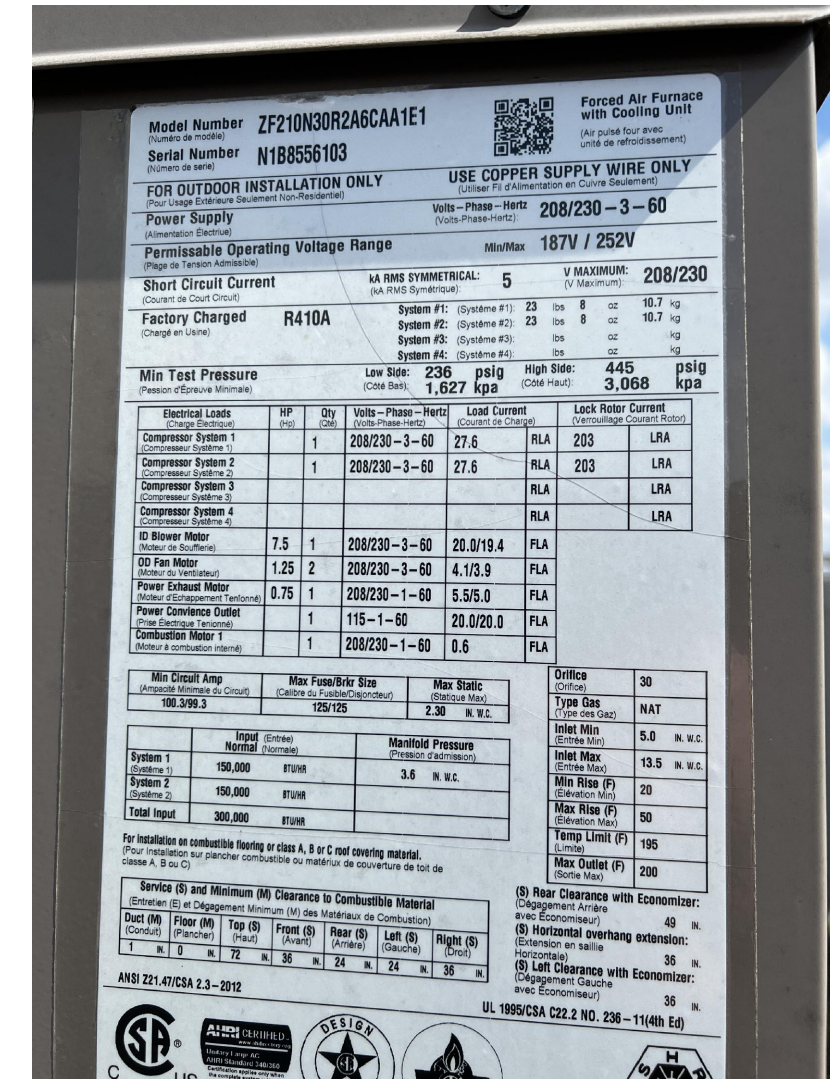 Model Number ZF210N30R2A6CAA1E1
(Numéro de modèle)
Serial Number N1B8556103
(Número de serie)
Forced Air Furnace
with Cooling Unit
(Air pulsé four avec
unité de refroidissement)
FOR OUTDOOR INSTALLATION ONLY
(Pour Usage Extérieure Seulement Non-Residentiel)
USE COPPER SUPPLY WIRE ONLY
(Utiliser Fil d'Alimentation en Cuivre Seulement)
Power Supply
(Alimentation Électriue)
Volts – Phase – Hertz 208/230 – 3 – 60
(Volts-Phase-Hertz):
Permissable Operating Voltage Range Min/Max 187V / 252V
(Plage de Tension Admissible)
Short Circuit Current kA RMS SYMMETRICAL: 5 V MAXIMUM: 208/230
(Courant de Court Circuit) (kA RMS Symétrique): (V Maximum):
Factory Charged R410A
(Chargé en Usine)
System #1: (Système #1): 23 lbs 8 oz 10.7 kg
System #2: (Système #2): 23 lbs 8 oz 10.7 kg
System #3: (Système #3): lbs oz kg
System #4: (Système #4): lbs oz kg
Min Test Pressure Low Side: 236 psig High Side: 445 psig
(Pession d'Épreuve Minimale) (Côté Bas): 1,627 kpa (Côté Haut): 3,068 kpa
Electrical Loads HP Qty Volts – Phase – Hertz Load Current Lock Rotor Current
(Charge Électrique) (Hp) (Qté) (Volts-Phase-Hertz) (Courant de Charge) (Verrouillage Courant Rotor)
Compressor System 1 1 208/230 – 3 – 60 27.6 RLA 203 LRA
(Compresseur Système 1)
Compressor System 2 1 208/230 – 3 – 60 27.6 RLA 203 LRA
(Compresseur Système 2)
Compressor System 3 RLA LRA
(Compresseur Système 3)
Compressor System 4 RLA LRA
(Compresseur Système 4)
ID Blower Motor 7.5 1 208/230 – 3 – 60 20.0/19.4 FLA
(Moteur de Soufflerie)
OD Fan Motor 1.25 2 208/230 – 3 – 60 4.1/3.9 FLA
(Moteur du Ventilateur)
Power Exhaust Motor 0.75 1 208/230 – 1 – 60 5.5/5.0 FLA
(Moteur d'Echappement Tenionné)
Power Convience Outlet 1 115 – 1 – 60 20.0/20.0 FLA
(Prise Électrique Tenionné)
Combustion Motor 1 1 208/230 – 1 – 60 0.6 FLA
(Moteur à combustion interné)
Min Circuit Amp Max Fuse/Brkr Size Max Static
(Ampacité Minimale du Circuit) (Calibre du Fusible/Disjoncteur) (Statique Max)
100.3/99.3 125/125 2.30 IN. W.C.
Input (Entrée)
Normal (Normale)
Manifold Pressure
(Pression d'admission)
System 1 150,000 BTU/HR 3.6 IN. W.C.
(Système 1)
System 2 150,000 BTU/HR
(Système 2)
Total Input 300,000 BTU/HR
Orifice 30
(Orifice)
Type Gas NAT
(Type des Gaz)
Inlet Min 5.0 IN. W.C.
(Entrée Min)
Inlet Max 13.5 IN. W.C.
(Entrée Max)
Min Rise (F) 20
(Élévation Min)
Max Rise (F) 50
(Élévation Max)
Temp Limit (F) 195
(Limite)
Max Outlet (F) 200
(Sortie Max)
For installation on combustible flooring or class A, B or C roof covering material.
(Pour Installation sur plancher combustible ou matériux de couverture de toit de
classe A, B ou C)
Service (S) and Minimum (M) Clearance to Combustible Material
(Entretien (E) et Dégagement Minimum (M) des Matériaux de Combustion)
Duct (M) Floor (M) Top (S) Front (S) Rear (S) Left (S) Right (S)
(Conduit) (Plancher) (Haut) (Avant) (Arrière) (Gauche) (Droit)
1 IN. 0 IN. 72 IN. 36 IN. 24 IN. 24 IN. 36 IN.
(S) Rear Clearance with Economizer:
(Dégagement Arrière
avec Économiseur) 49 IN.
(S) Horizontal overhang extension:
(Extension en saillie
Horizontale) 36 IN.
(S) Left Clearance with Economizer:
(Dégagement Gauche
avec Économiseur) 36 IN.
ANSI Z21.47/CSA 2.3 – 2012
UL 1995/CSA C22.2 NO. 236 – 11(4th Ed)
AHRI CERTIFIED
www.ahridirectory.org
Unitary Large AC
AHRI Standard 340/360
Certification applies only when
the complete system
DESIGN
C US